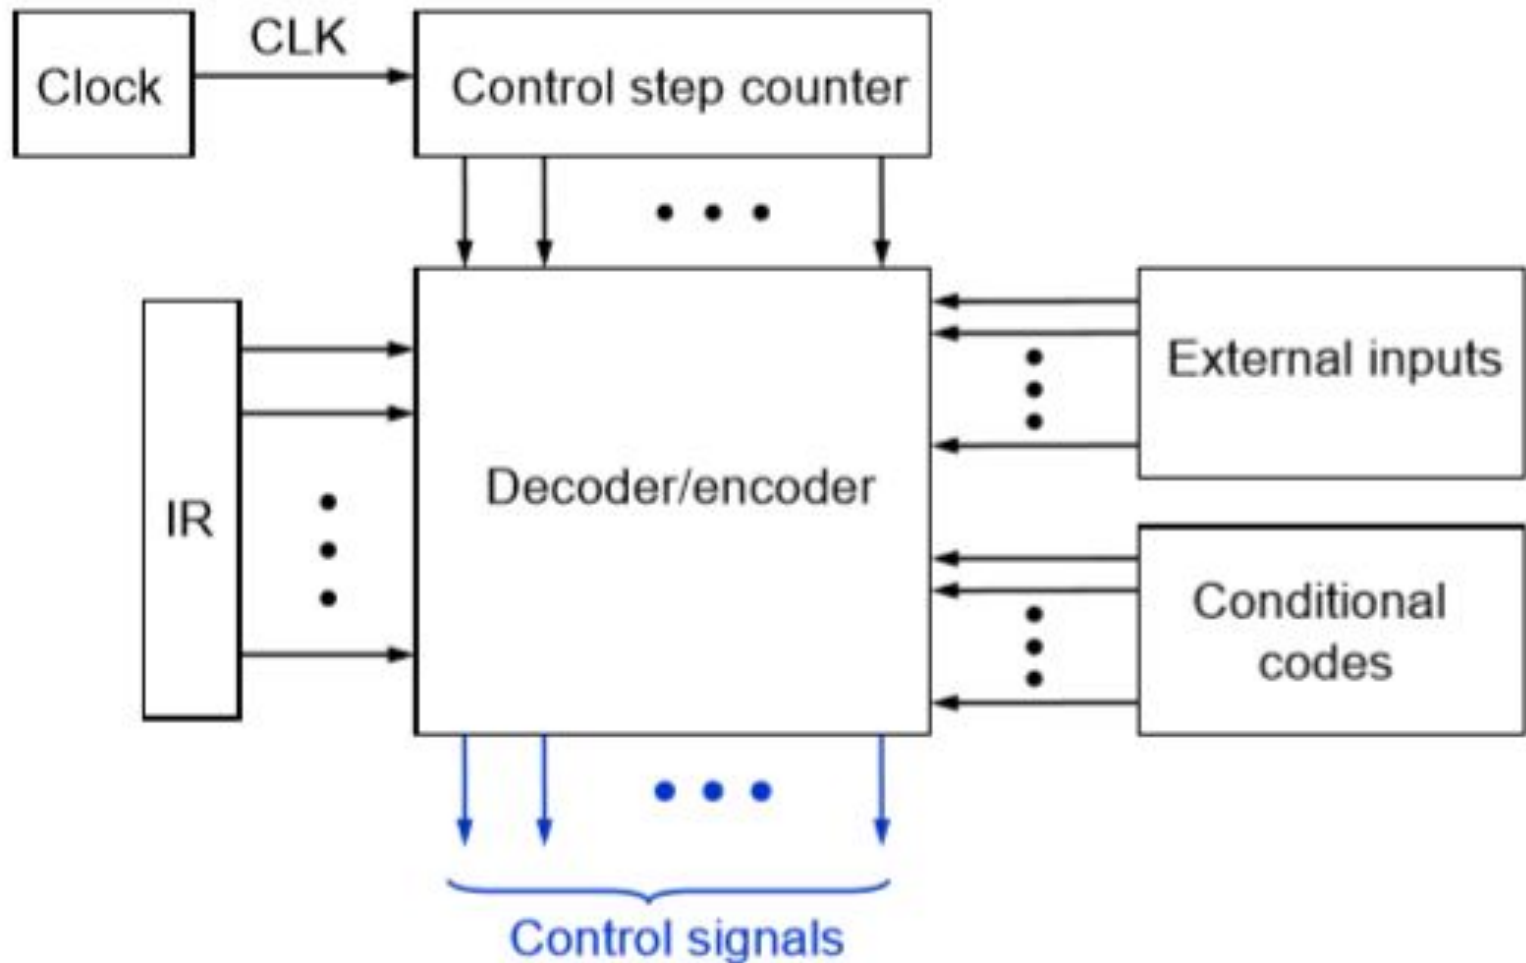 CLK
Clock
Control step counter
External inputs
Decoder/encoder
IR
Conditional
codes
Control signals